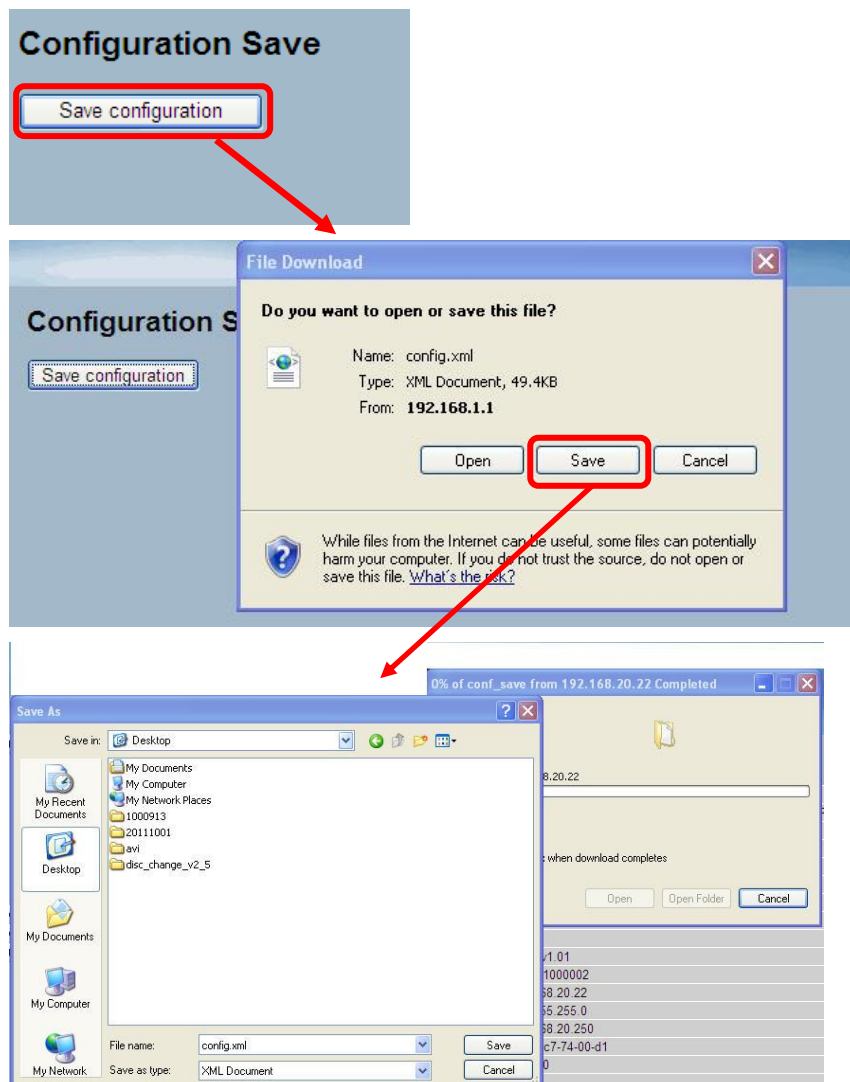 Configuration Save
Save configuration
File Download
Configuration S
Save configuration
Do you want to open or save this file?
Name: config.xml
Type: XML Document, 49.4KB
From: 192.168.1.1
Open Save Cancel
While files from the Internet can be useful, some files can potentially
harm your computer. If you do not trust the source, do not open or
save this file. What's the risk?
0% of conf_save from 192.168.20.22 Completed
Save As
Save in: Desktop
My Recent
Documents
Desktop
My Documents
My Computer
My Network
My Documents
My Computer
My Network Places
1000913
20111001
avi
disc_change_v2_5
File name: config.xml Save
Save as type: XML Document Cancel
8.20.22
when download completes
Open Open Folder Cancel
v1.01
1000002
58.20.22
55.255.0
58.20.250
c7-74-00-d1
0